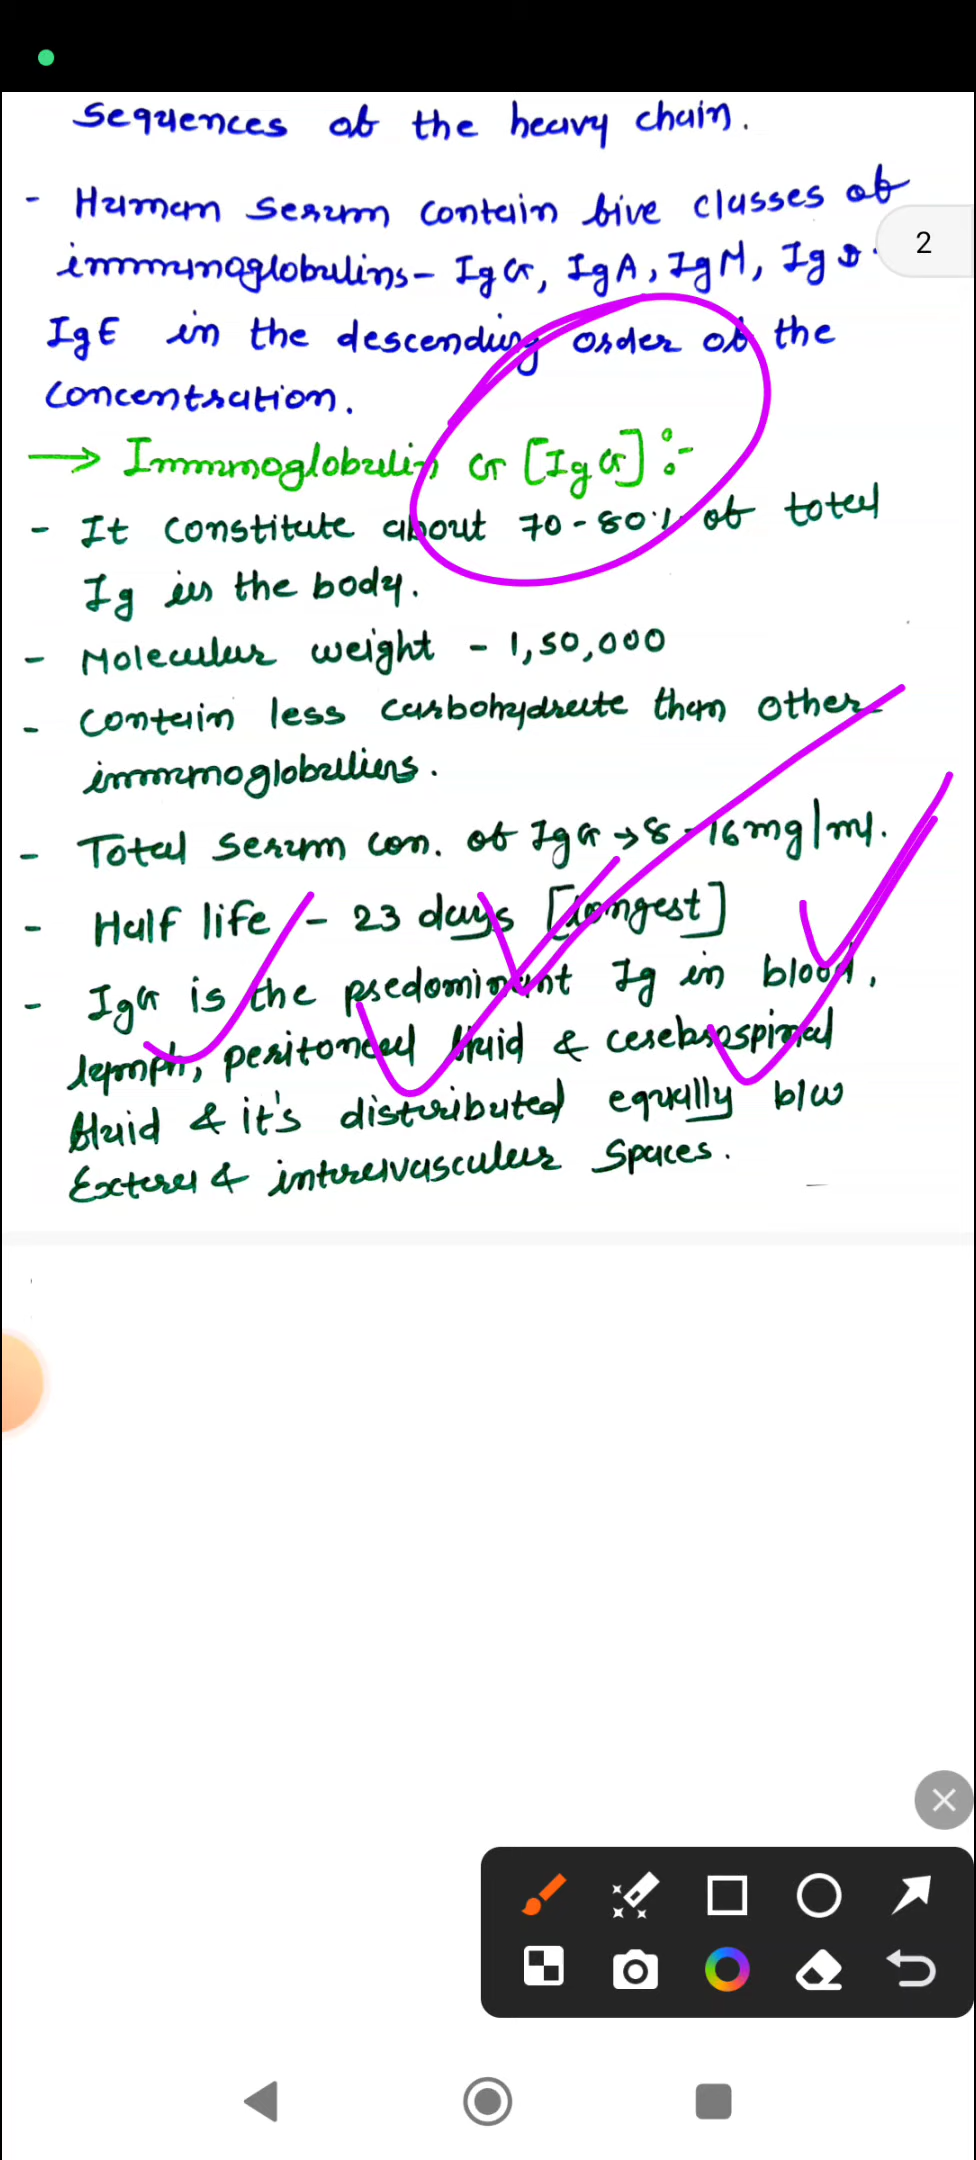 Sequences of the heavy chain.
2
- Human serum contain five classes of
immunoglobulins- IgG, IgA, IgM, IgD.
IgE in the descending order of the
concentration.
→ Immunoglobulin G [IgG] :-
- It constitute about 70-80% of total
Ig in the body.
- Molecular weight - 1,50,000
- Contain less carbohydrate than other
immunoglobulins.
- Total serum con. of IgG → 8-16mg/ml.
- Half life - 23 days [longest]
- IgG is the predominant Ig in blood,
lymph, peritoneal fluid & cerebrospinal
fluid & it's distributed equally b/w
Extra & intravascular spaces.